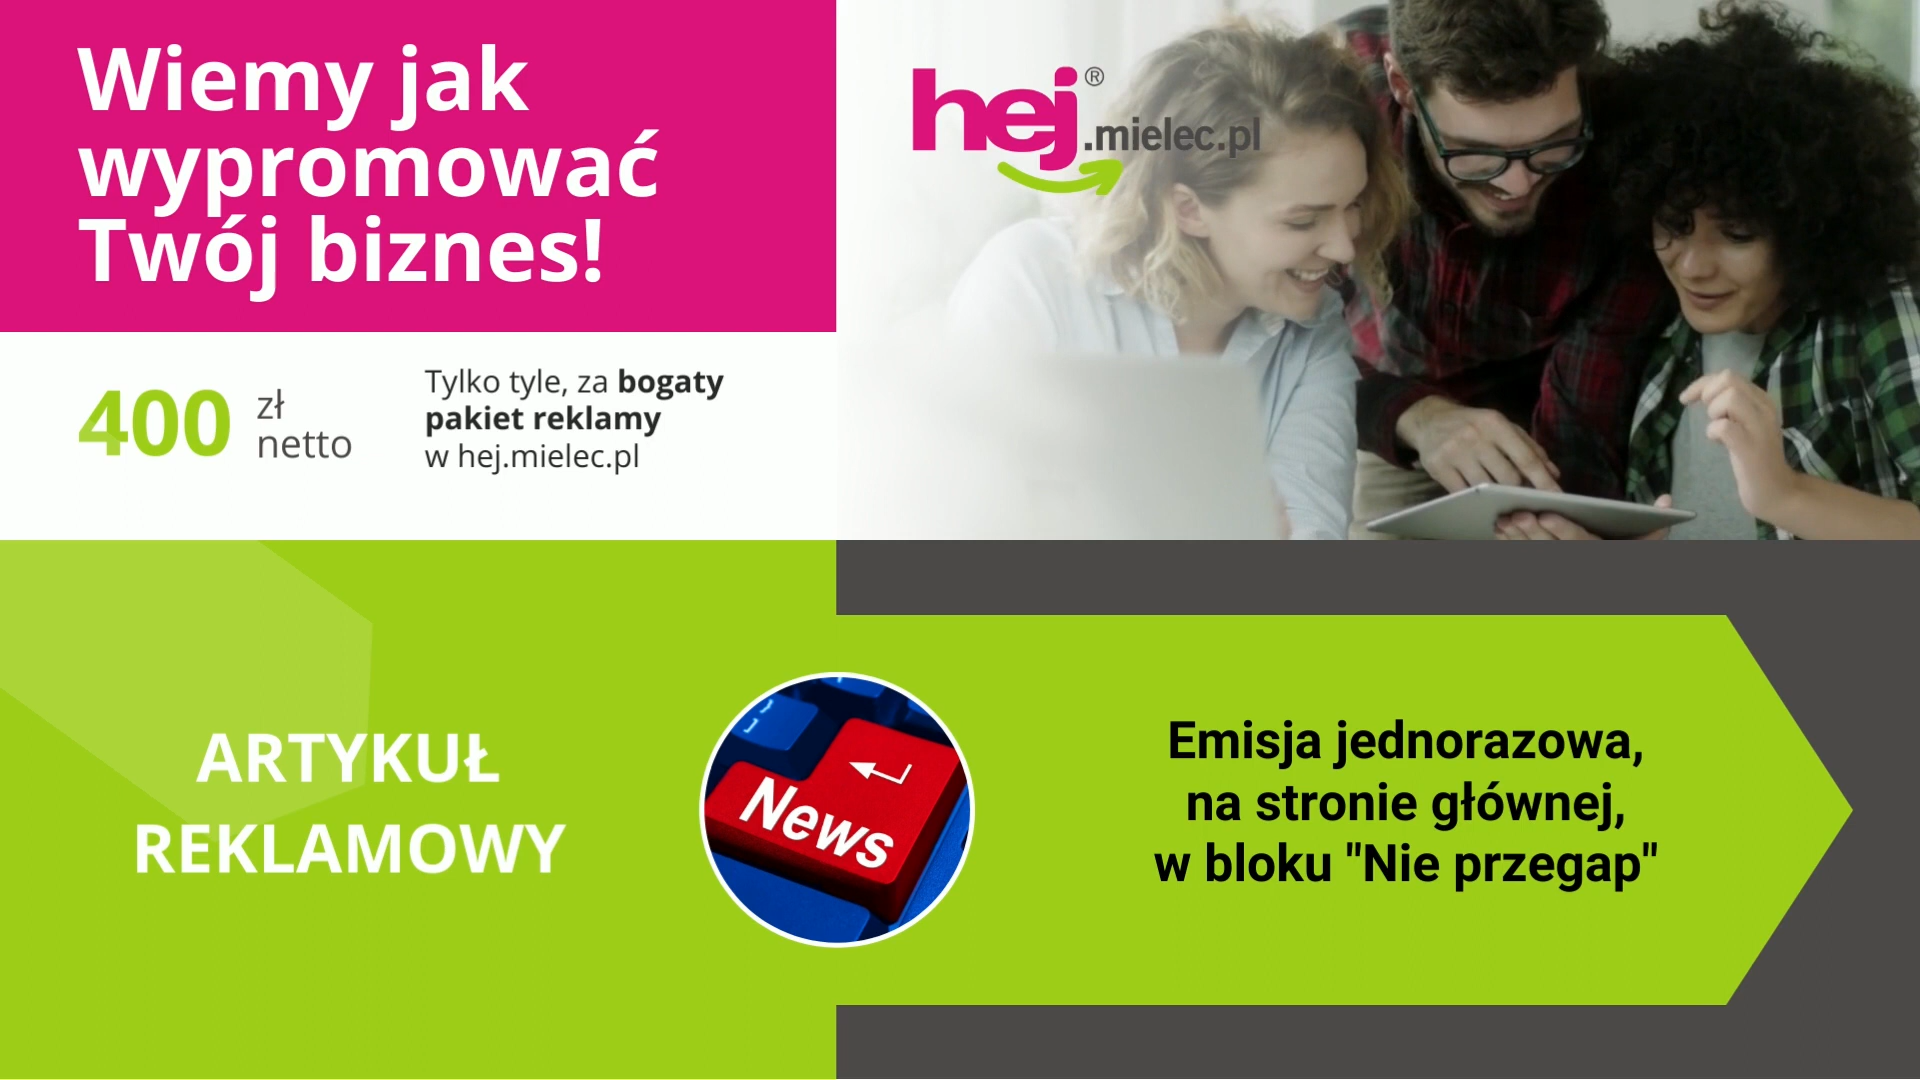 Wiemy jak
wypromować
Twój biznes!
hej®.mielec.pl
400 zł
netto
Tylko tyle, za bogaty
pakiet reklamy
w hej.mielec.pl
ARTYKUŁ
REKLAMOWY
News
Emisja jednorazowa,
na stronie głównej,
w bloku "Nie przegap"